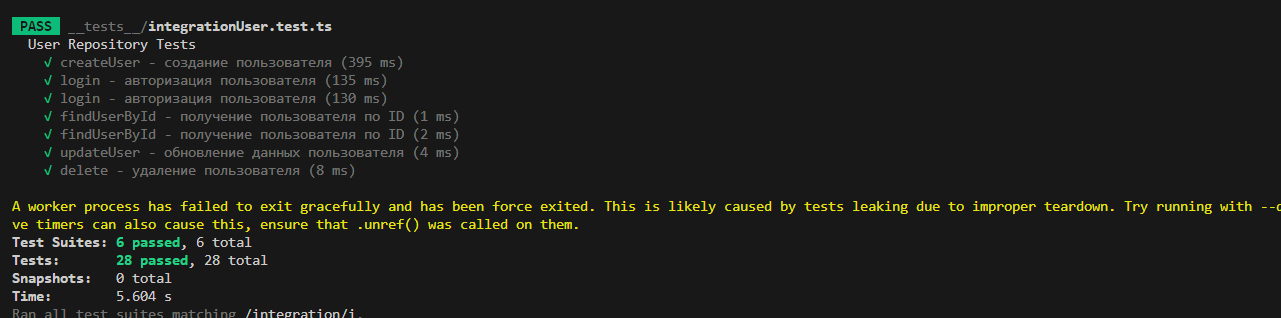 PASS __tests__/integrationUser.test.ts
User Repository Tests
√ createUser - создание пользователя (395 ms)
√ login - авторизация пользователя (135 ms)
√ login - авторизация пользователя (130 ms)
√ findUserById - получение пользователя по ID (1 ms)
√ findUserById - получение пользователя по ID (2 ms)
√ updateUser - обновление данных пользователя (4 ms)
√ delete - удаление пользователя (8 ms)
A worker process has failed to exit gracefully and has been force exited. This is likely caused by tests leaking due to improper teardown. Try running with --d
ve timers can also cause this, ensure that .unref() was called on them.
Test Suites: 6 passed, 6 total
Tests: 28 passed, 28 total
Snapshots: 0 total
Time: 5.604 s
Ran all test suites matching /integration/i.